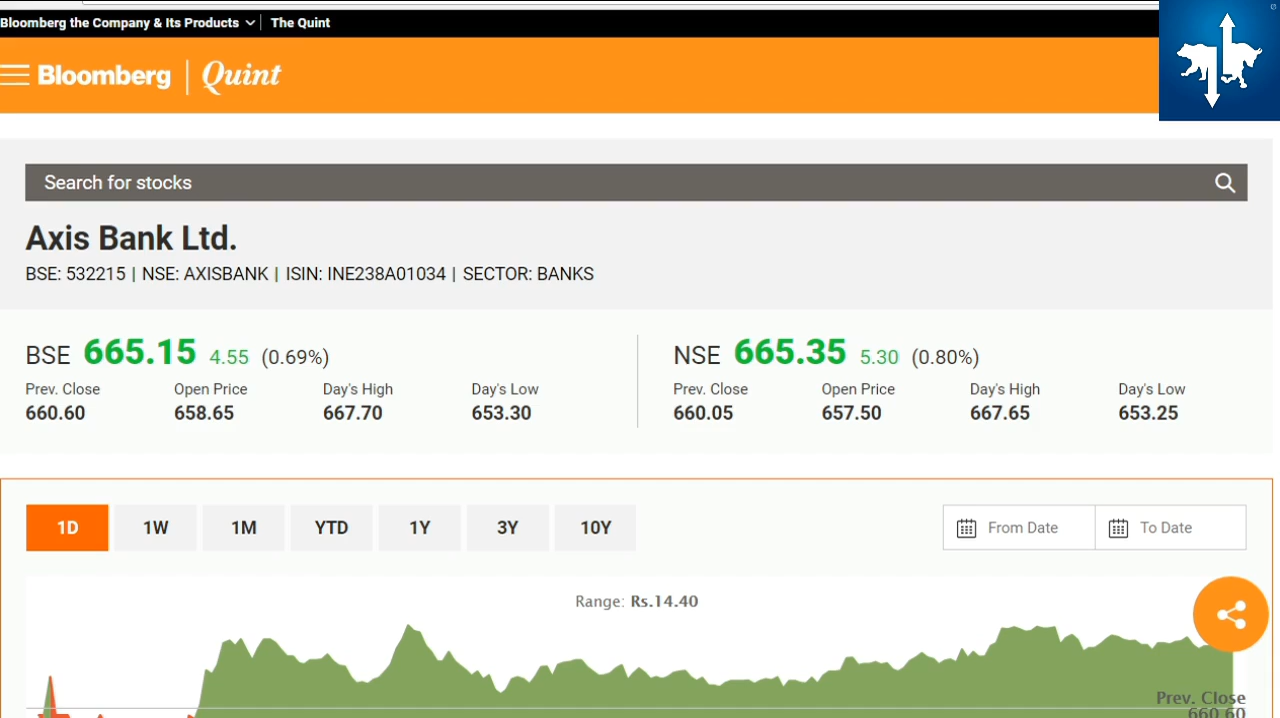 Bloomberg the Company & Its Products | The Quint
Bloomberg | Quint
Search for stocks
Axis Bank Ltd.
BSE: 532215 | NSE: AXISBANK | ISIN: INE238A01034 | SECTOR: BANKS
BSE 665.15 4.55 (0.69%)
Prev. Close Open Price Day's High Day's Low
660.60 658.65 667.70 653.30
NSE 665.35 5.30 (0.80%)
Prev. Close Open Price Day's High Day's Low
660.05 657.50 667.65 653.25
1D 1W 1M YTD 1Y 3Y 10Y From Date To Date
Range: Rs.14.40
Prev. Close
660.60